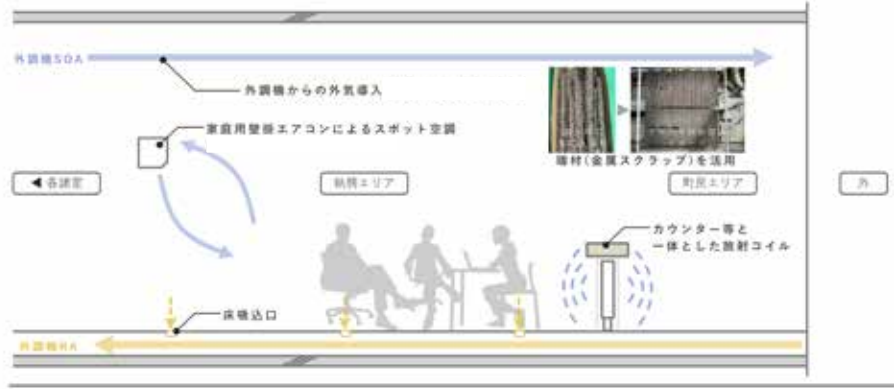 外調機SOA
外調機からの外気導入
家庭用壁掛エアコンによるスポット空調
端材(金属スクラップ)を活用
◀ 各諸室
執務エリア
町民エリア
外
カウンター等と
一体とした放射コイル
床吸込口
外調機RA